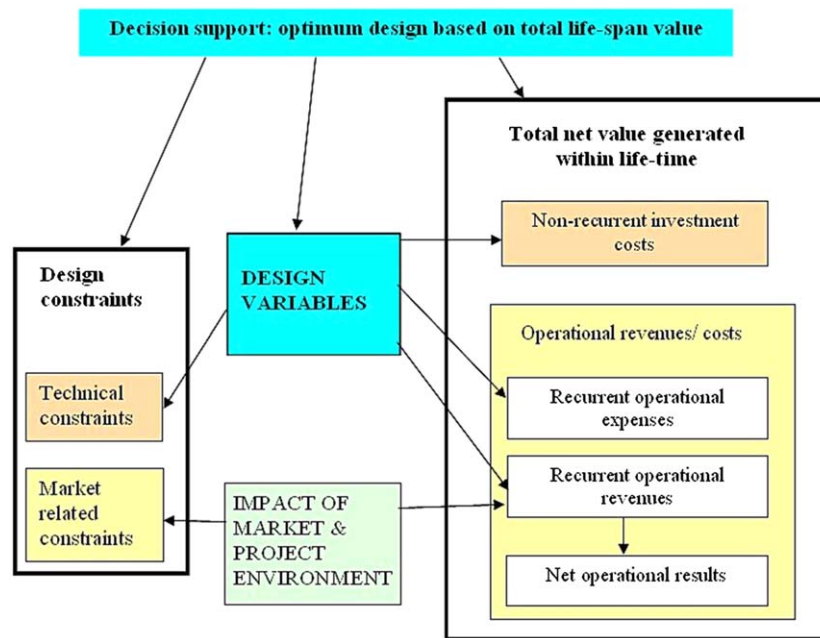 Decision support: optimum design based on total life-span value
Total net value generated
within life-time
Non-recurrent investment
costs
Design
constraints
DESIGN
VARIABLES
Operational revenues/ costs
Technical
constraints
Recurrent operational
expenses
Market
related
constraints
IMPACT OF
MARKET &
PROJECT
ENVIRONMENT
Recurrent operational
revenues
Net operational results